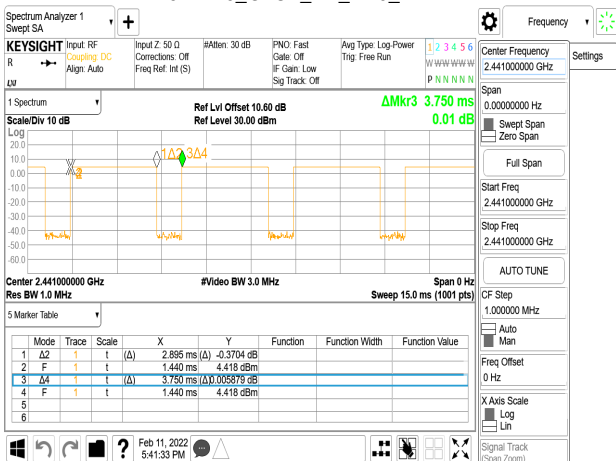 Spectrum Analyzer 1
Swept SA
Frequency
KEYSIGHT
R
Input: RF
Coupling: DC
Align: Auto
Input Z: 50 Ω
Corrections: Off
Freq Ref: Int (S)
#Atten: 30 dB
PNO: Fast
Gate: Off
IF Gain: Low
Sig Track: Off
Avg Type: Log-Power
Trig: Free Run
1 2 3 4 5 6
W W W W W W
P N N N N N
1 Spectrum
Scale/Div 10 dB
Ref Lvl Offset 10.60 dB
Ref Level 30.00 dBm
ΔMkr3 3.750 ms
0.01 dB
Log
20.0
10.0
0.00
-10.0
-20.0
-30.0
-40.0
-50.0
-60.0
1Δ2 3Δ4
Center 2.441000000 GHz
#Video BW 3.0 MHz
Span 0 Hz
Res BW 1.0 MHz
Sweep 15.0 ms (1001 pts)
5 Marker Table
Mode Trace Scale X Y Function Function Width Function Value
1 Δ2 1 t (Δ) 2.895 ms (Δ) -0.3704 dB
2 F 1 t 1.440 ms 4.418 dBm
3 Δ4 1 t (Δ) 3.750 ms (Δ) 0.005879 dB
4 F 1 t 1.440 ms 4.418 dBm
5
6
Feb 11, 2022
5:41:33 PM
Center Frequency
2.441000000 GHz
Settings
Span
0.00000000 Hz
Swept Span
Zero Span
Full Span
Start Freq
2.441000000 GHz
Stop Freq
2.441000000 GHz
AUTO TUNE
CF Step
1.000000 MHz
Auto
Man
Freq Offset
0 Hz
X Axis Scale
Log
Lin
Signal Track
(Span Zoom)